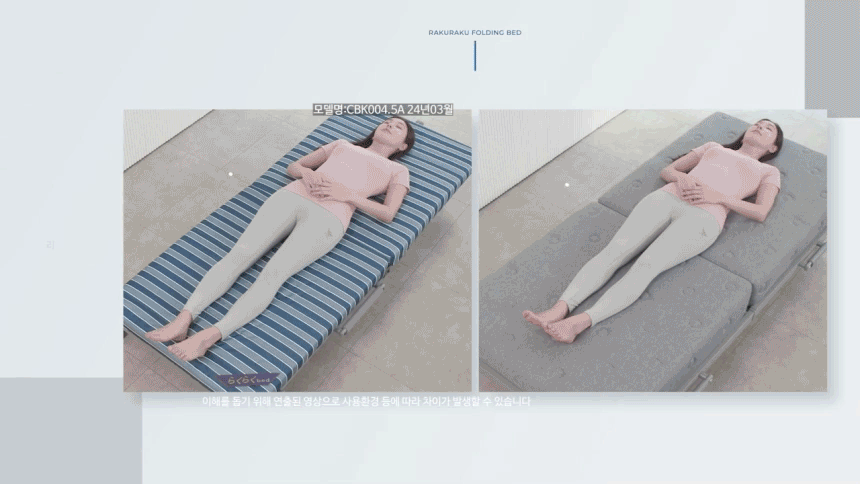 RAKURAKU FOLDING BED
모델명:CBK004.5A 24년03월
らくらく bed
이해를 돕기 위해 연출된 영상으로 사용환경 등에 따라 차이가 발생할 수 있습니다